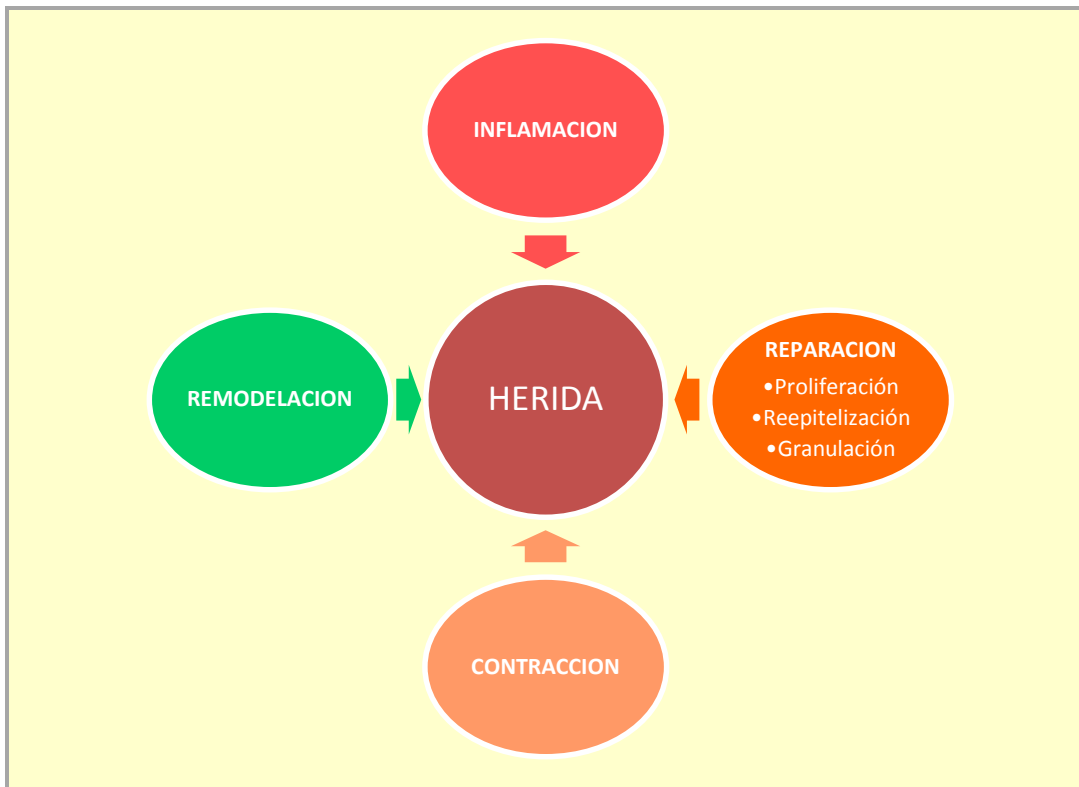 INFLAMACION
REMODELACION
HERIDA
REPARACION
•Proliferación
•Reepitelización
•Granulación
CONTRACCION